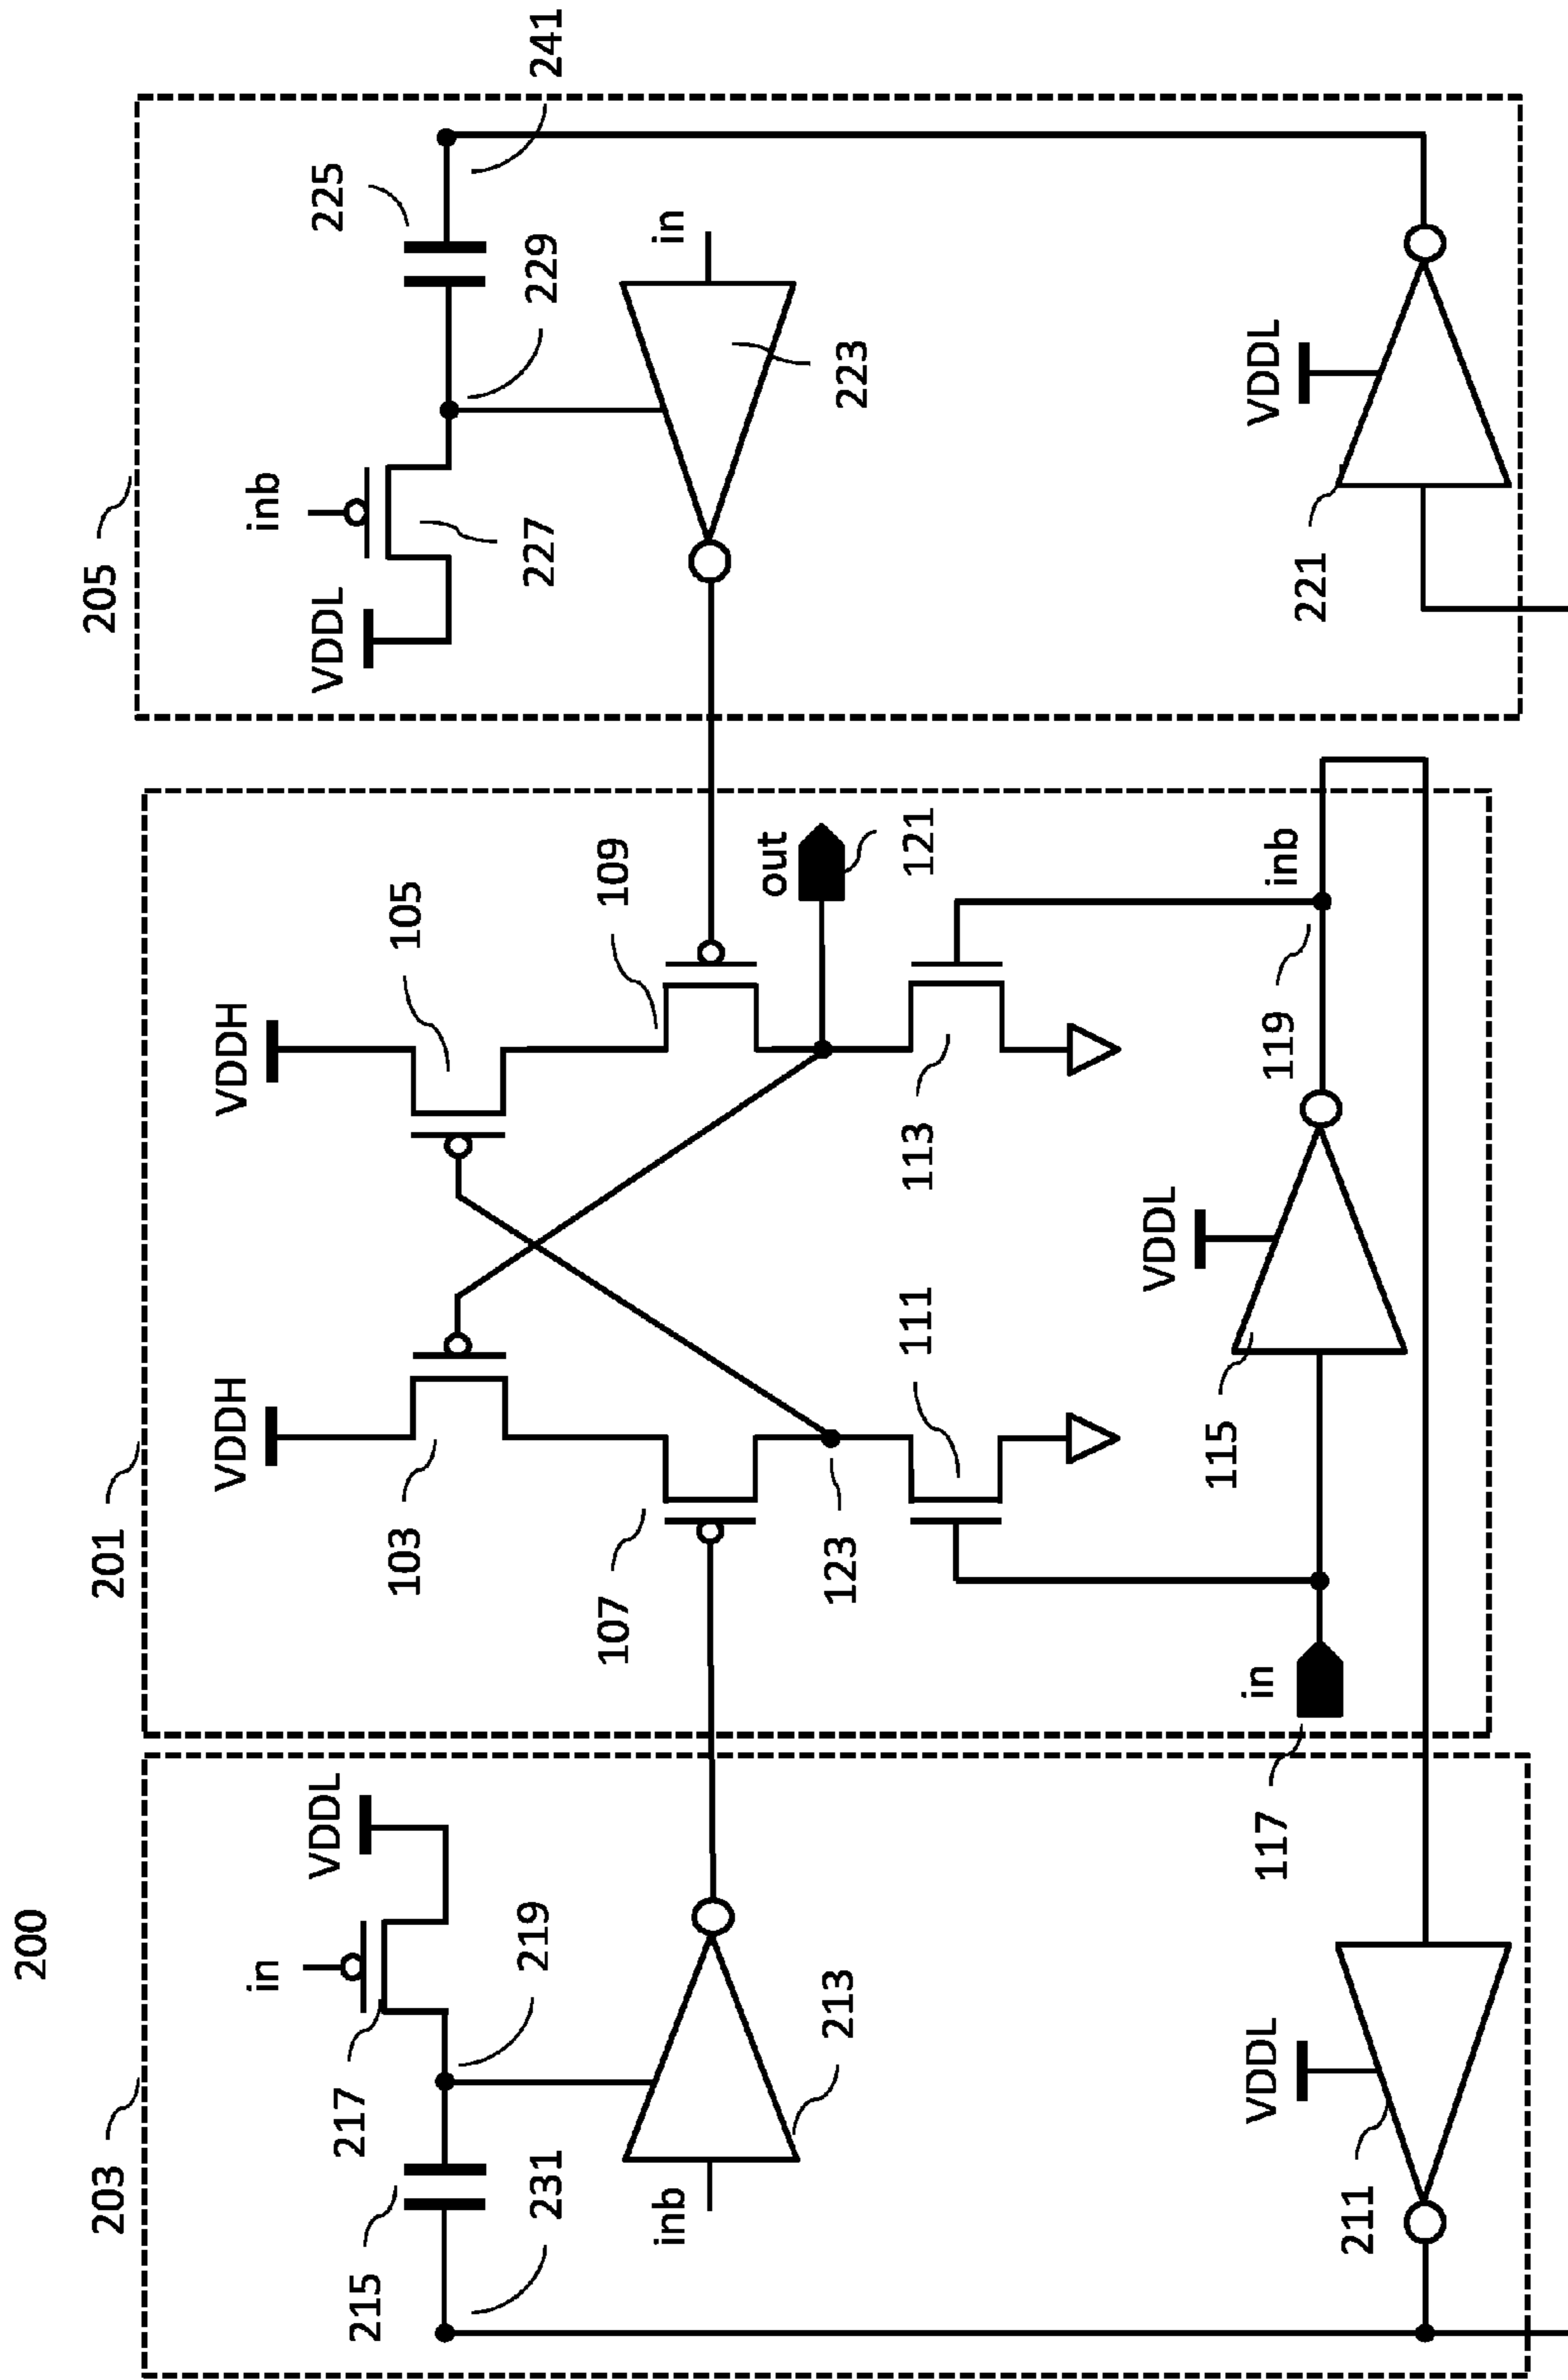 200
203
201
205
VDDH
VDDH
in
VDDL
inb
VDDL
215
217
103
105
227
225
231
219
107
109
229
241
inb
in
213
123
111
113
out
121
223
VDDL
VDDL
VDDL
211
in
115
119
inb
221
117